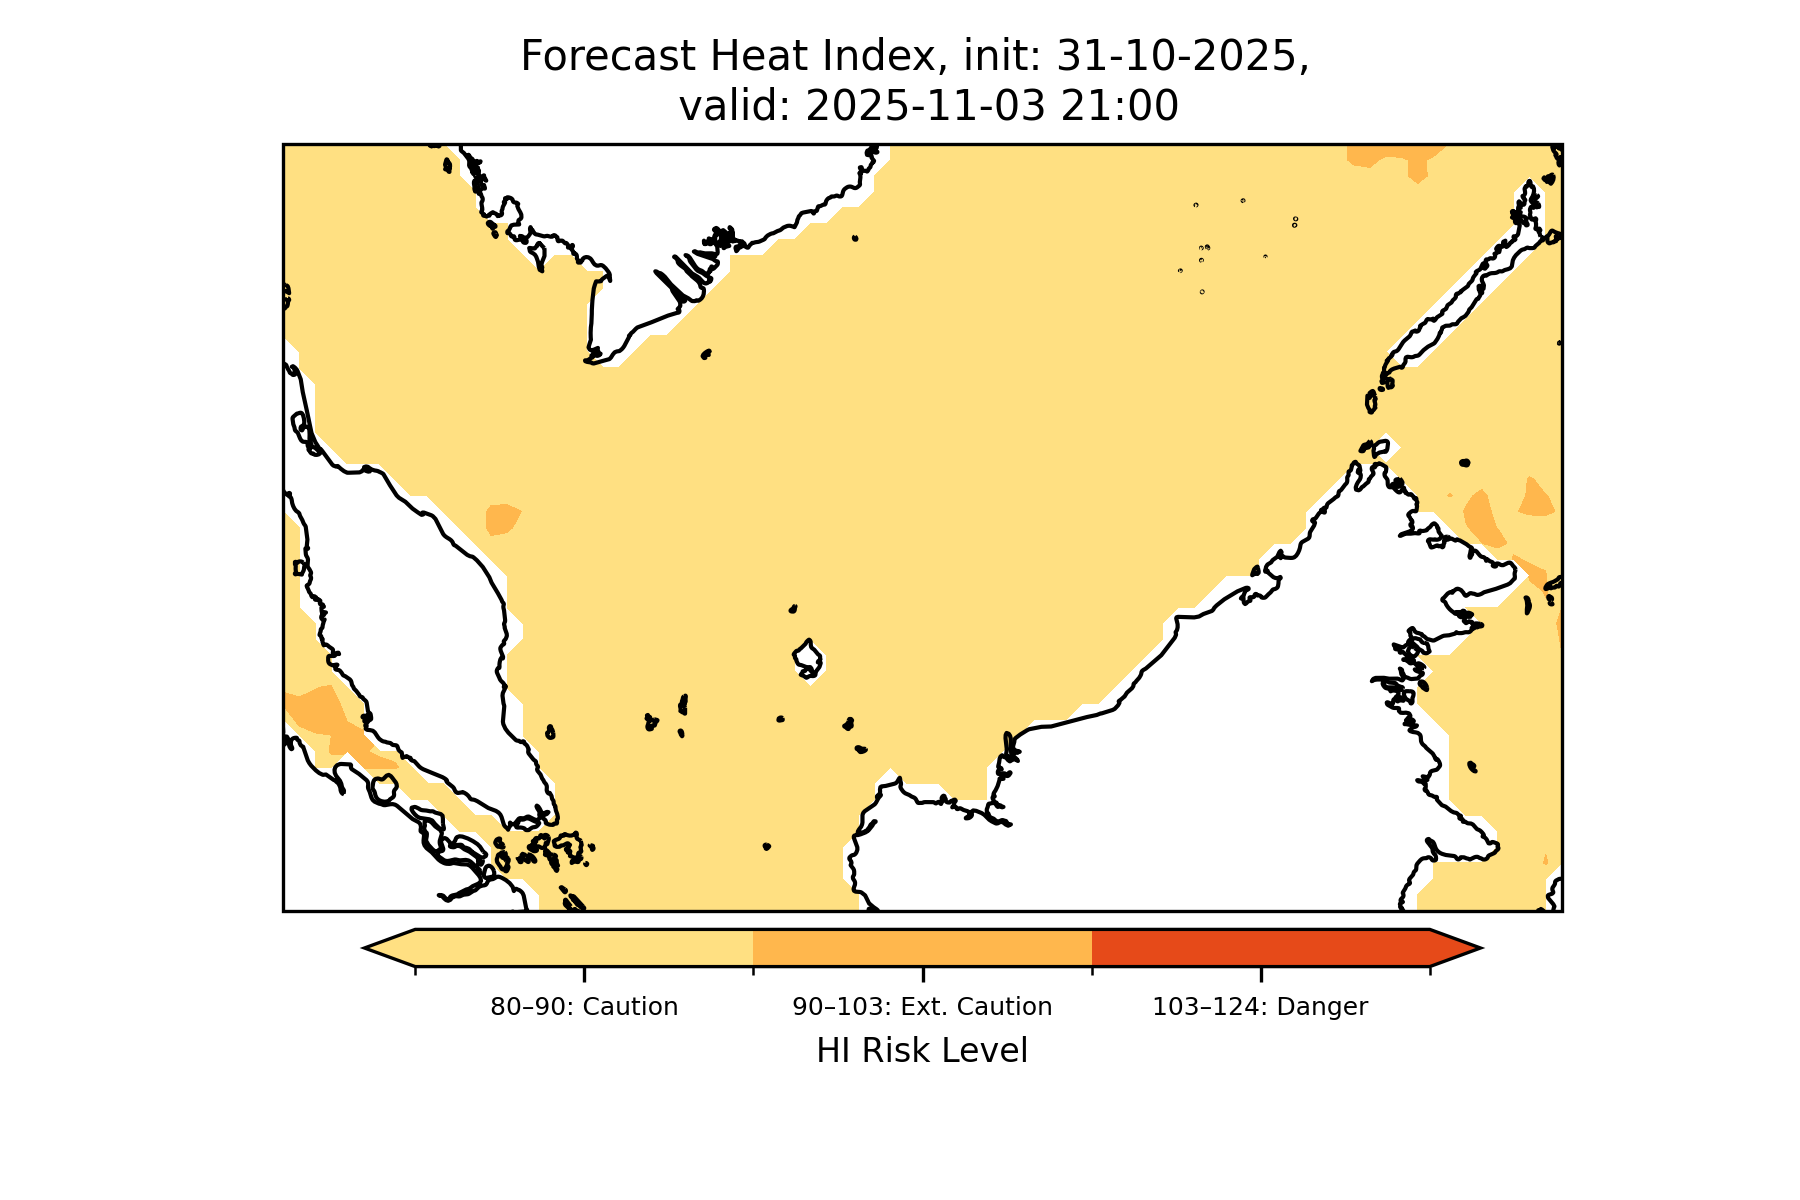 Forecast Heat Index, init: 31-10-2025,
valid: 2025-11-03 21:00
80–90: Caution
90–103: Ext. Caution
103–124: Danger
HI Risk Level